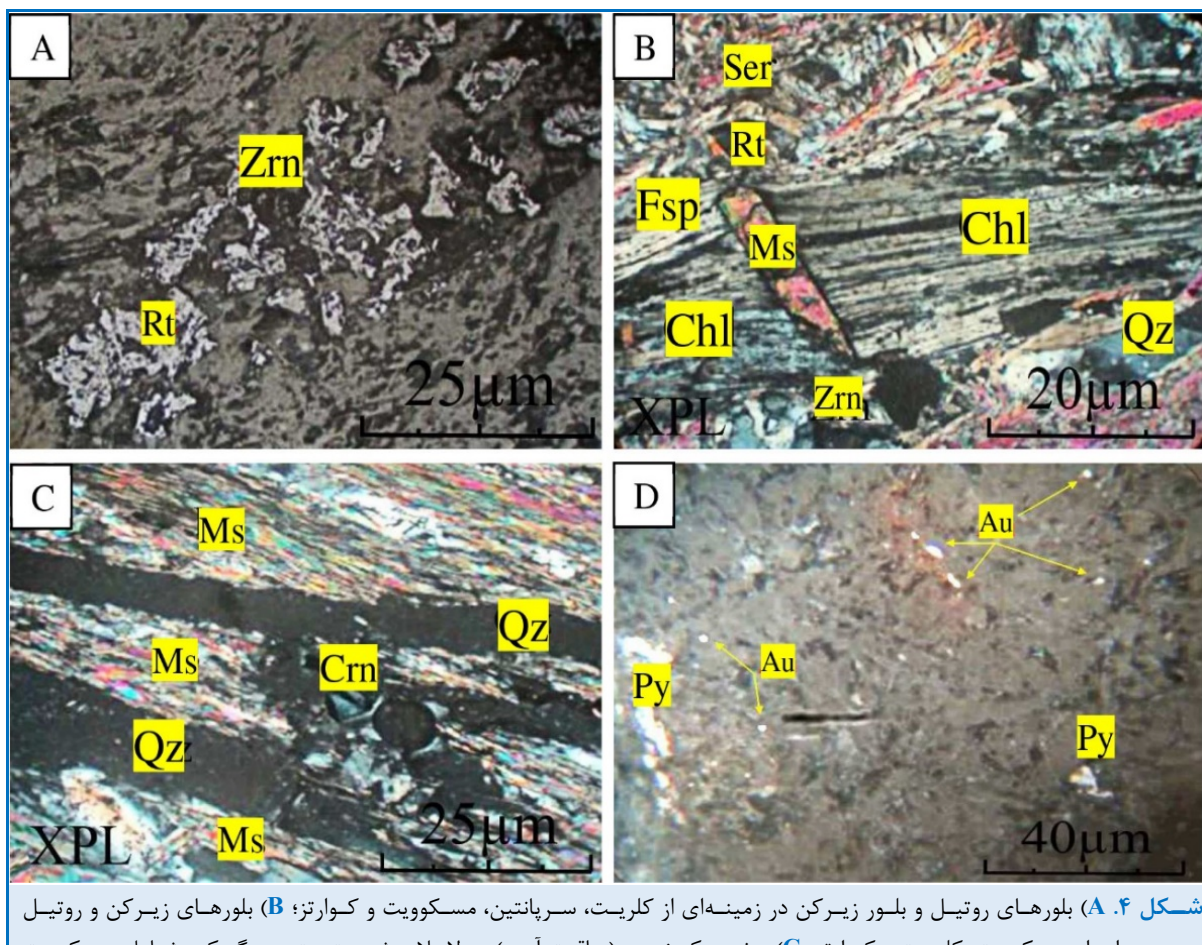 A
Zrn
Rt
25µm
B
Ser
Rt
Fsp
Ms
Chl
Chl
Qz
Zrn
XPL
20µm
C
Ms
Qz
Ms
Crn
Qz
Ms
XPL
25µm
D
Au
Au
Py
Py
40µm
شکل ۴. A) بلورهای روتیل و بلور زیرکن در زمینه‌ای از کلریت، سرپانتین، مسکوویت و کوارتز؛ B) بلورهای زیرکن و روتیل